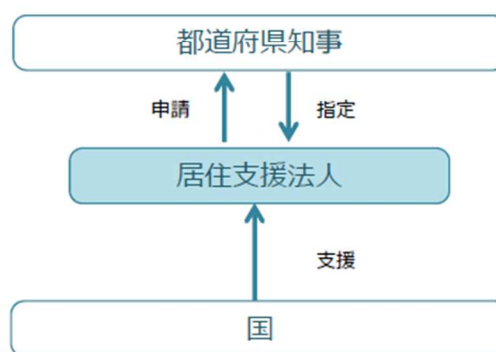 都道府県知事
申請
指定
居住支援法人
支援
国